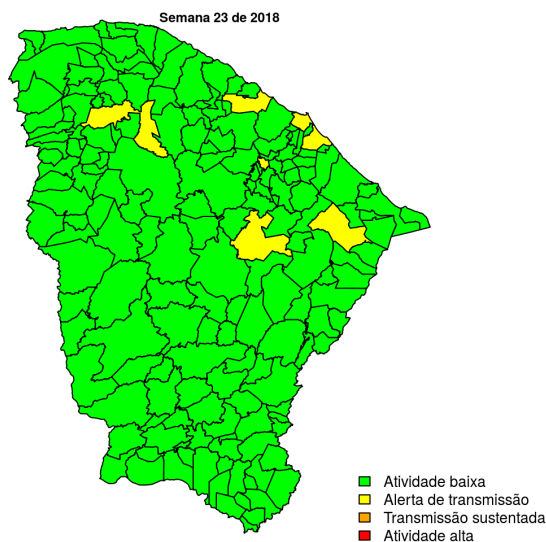 Semana 23 de 2018
Atividade baixa
Alerta de transmissão
Transmissão sustentada
Atividade alta